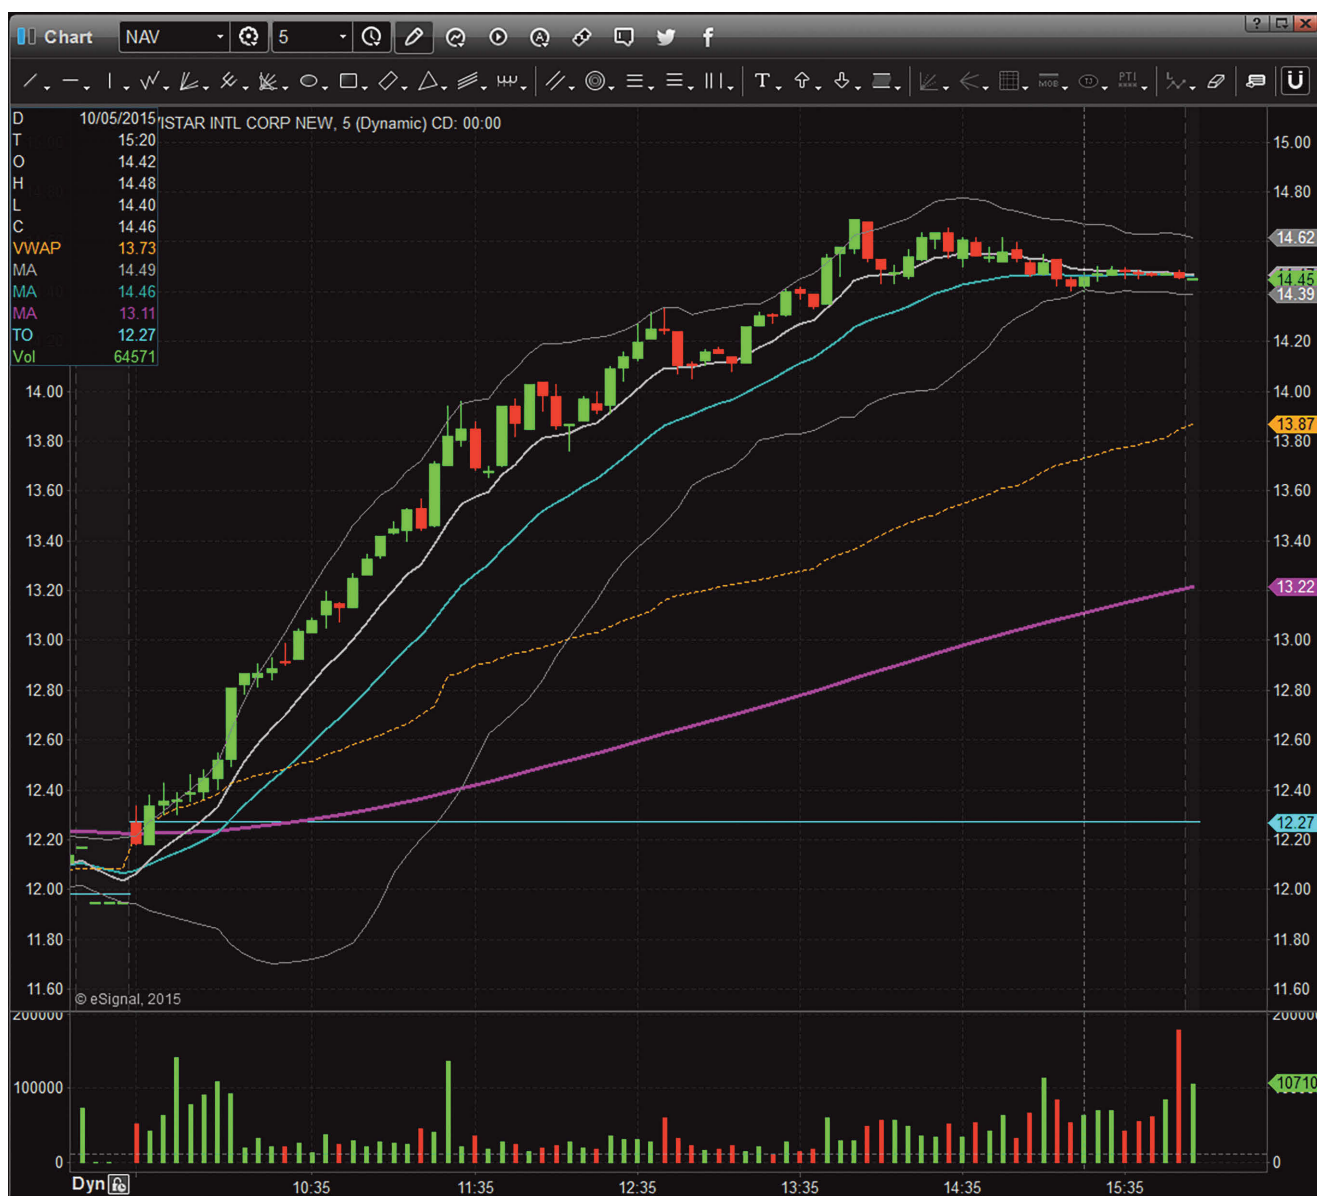 Chart NAV 5
T MOB TJ PTI
D 10/05/2015 /ISTAR INTL CORP NEW, 5 (Dynamic) CD: 00:00
T 15:20
O 14.42
H 14.48
L 14.40
C 14.46
VWAP 13.73
MA 14.49
MA 14.46
MA 13.11
TO 12.27
Vol 64571
14.00
13.80
13.60
13.40
13.20
13.00
12.80
12.60
12.40
12.20
12.00
11.80
11.60
15.00
14.80
14.62
14.45
14.39
14.20
14.00
13.87
13.80
13.60
13.40
13.22
13.20
13.00
12.80
12.60
12.40
12.27
12.20
12.00
11.80
11.60
© eSignal, 2015
200000
100000
0
200000
10710
0
Dyn
10:35 11:35 12:35 13:35 14:35 15:35